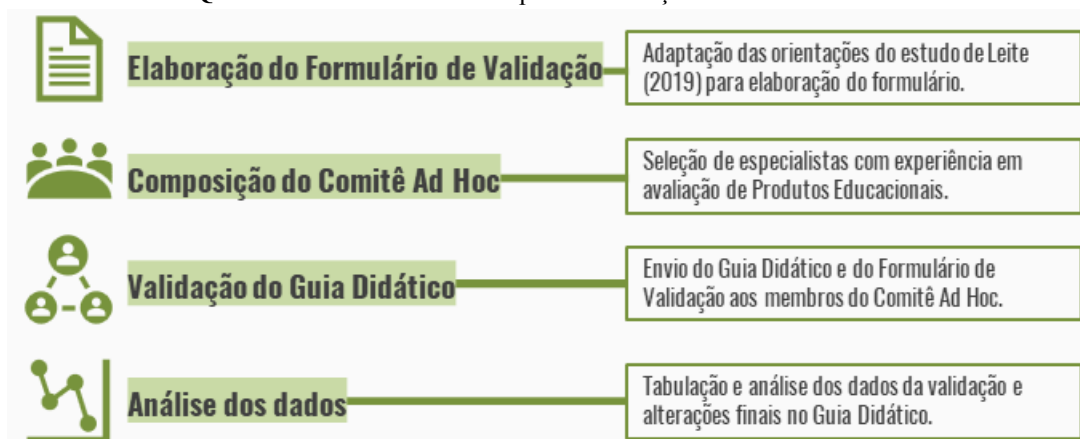 Elaboração do Formulário de Validação
Adaptação das orientações do estudo de Leite
(2019) para elaboração do formulário.
Composição do Comitê Ad Hoc
Seleção de especialistas com experiência em
avaliação de Produtos Educacionais.
Validação do Guia Didático
Envio do Guia Didático e do Formulário de
Validação aos membros do Comitê Ad Hoc.
Análise dos dados
Tabulação e análise dos dados da validação e
alterações finais no Guia Didático.